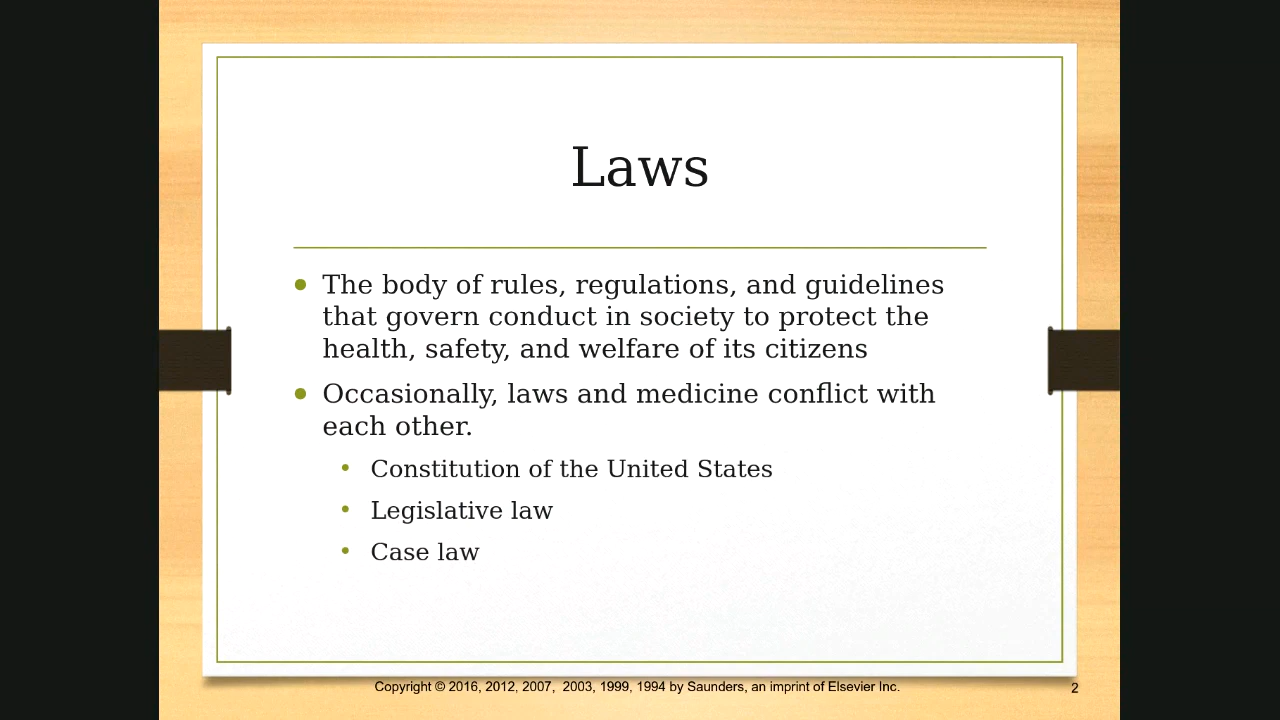 Laws
• The body of rules, regulations, and guidelines
that govern conduct in society to protect the
health, safety, and welfare of its citizens
• Occasionally, laws and medicine conflict with
each other.
• Constitution of the United States
• Legislative law
• Case law
Copyright © 2016, 2012, 2007, 2003, 1999, 1994 by Saunders, an imprint of Elsevier Inc.
2